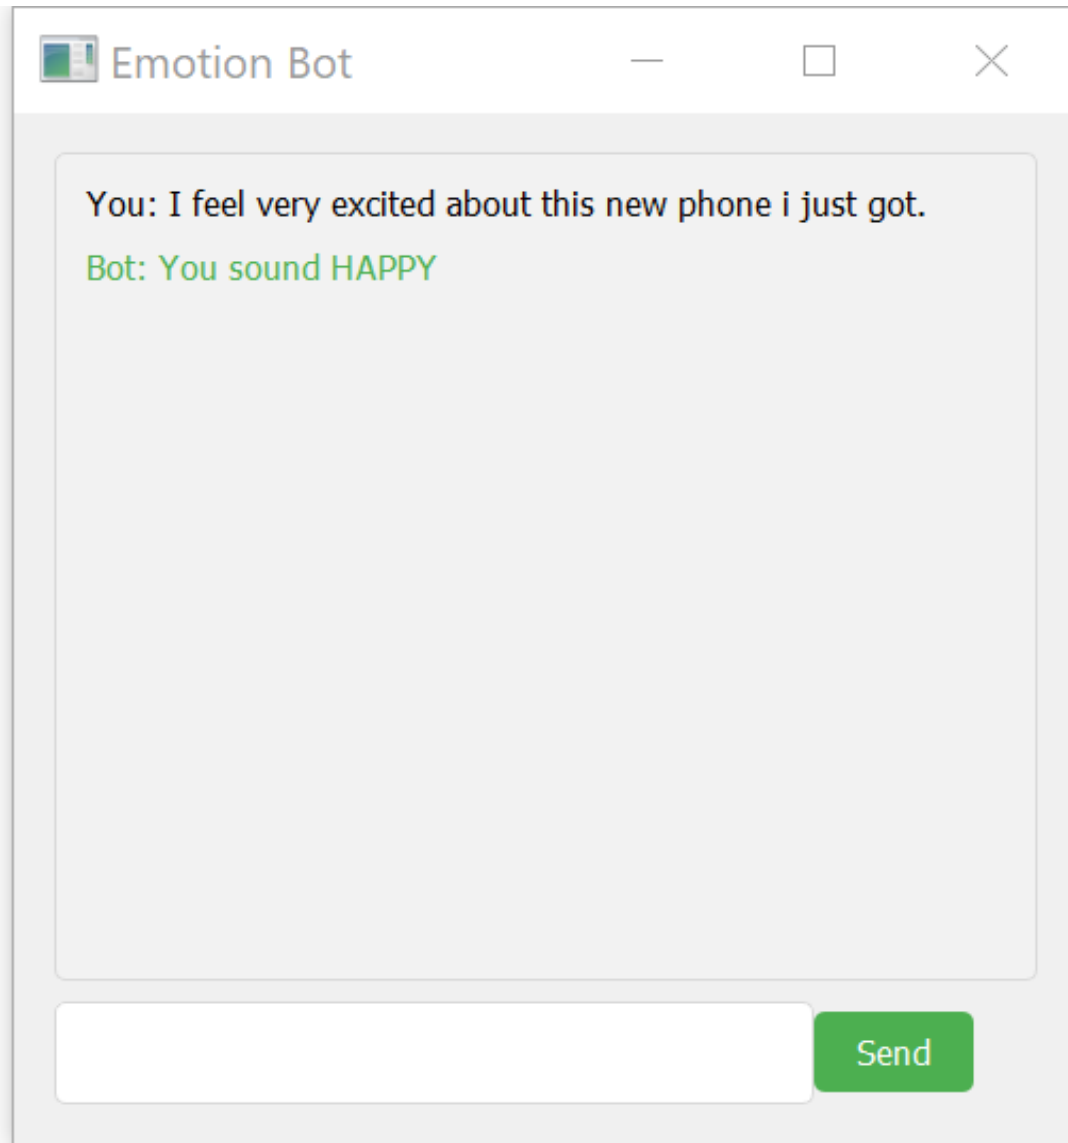 Emotion Bot
You: I feel very excited about this new phone i just got.
Bot: You sound HAPPY
Send